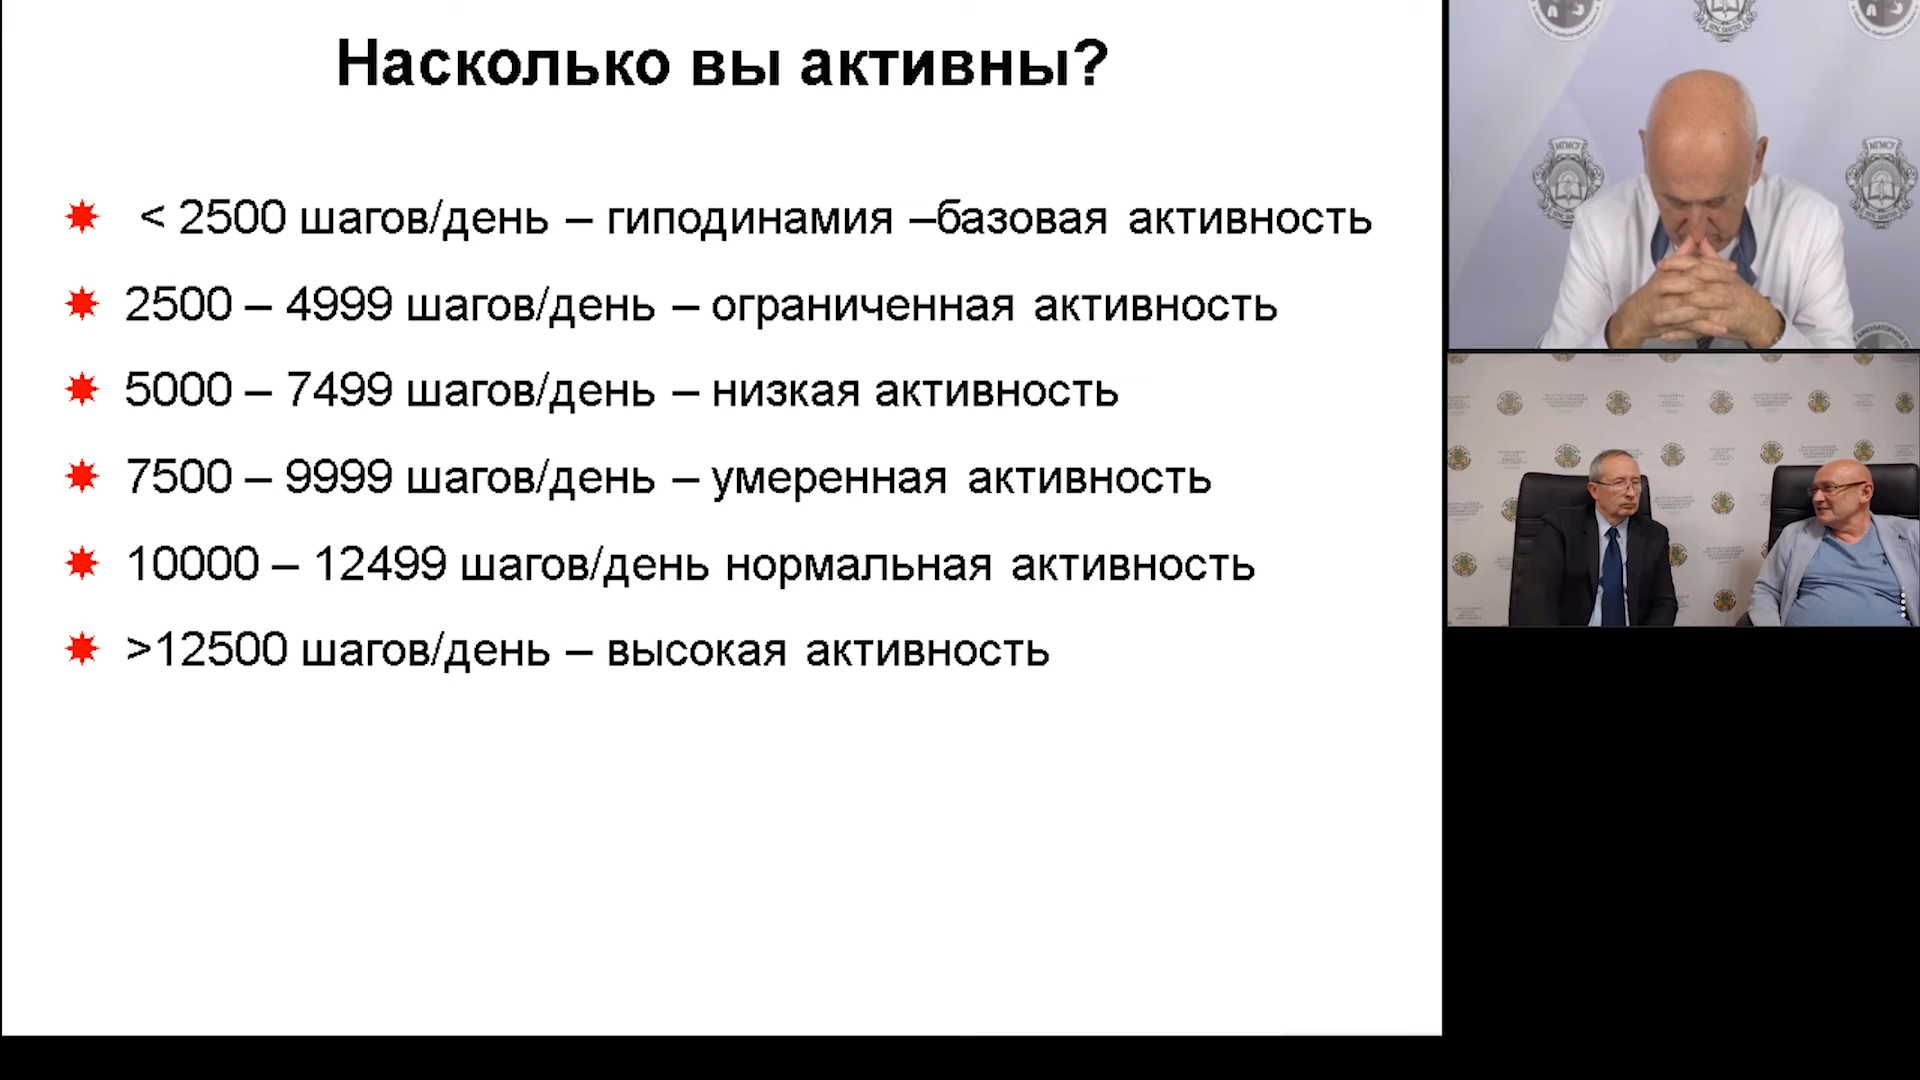 Насколько вы активны?
< 2500 шагов/день – гиподинамия –базовая активность
2500 – 4999 шагов/день – ограниченная активность
5000 – 7499 шагов/день – низкая активность
7500 – 9999 шагов/день – умеренная активность
10000 – 12499 шагов/день нормальная активность
>12500 шагов/день – высокая активность
МГМСУ
МГМСУ